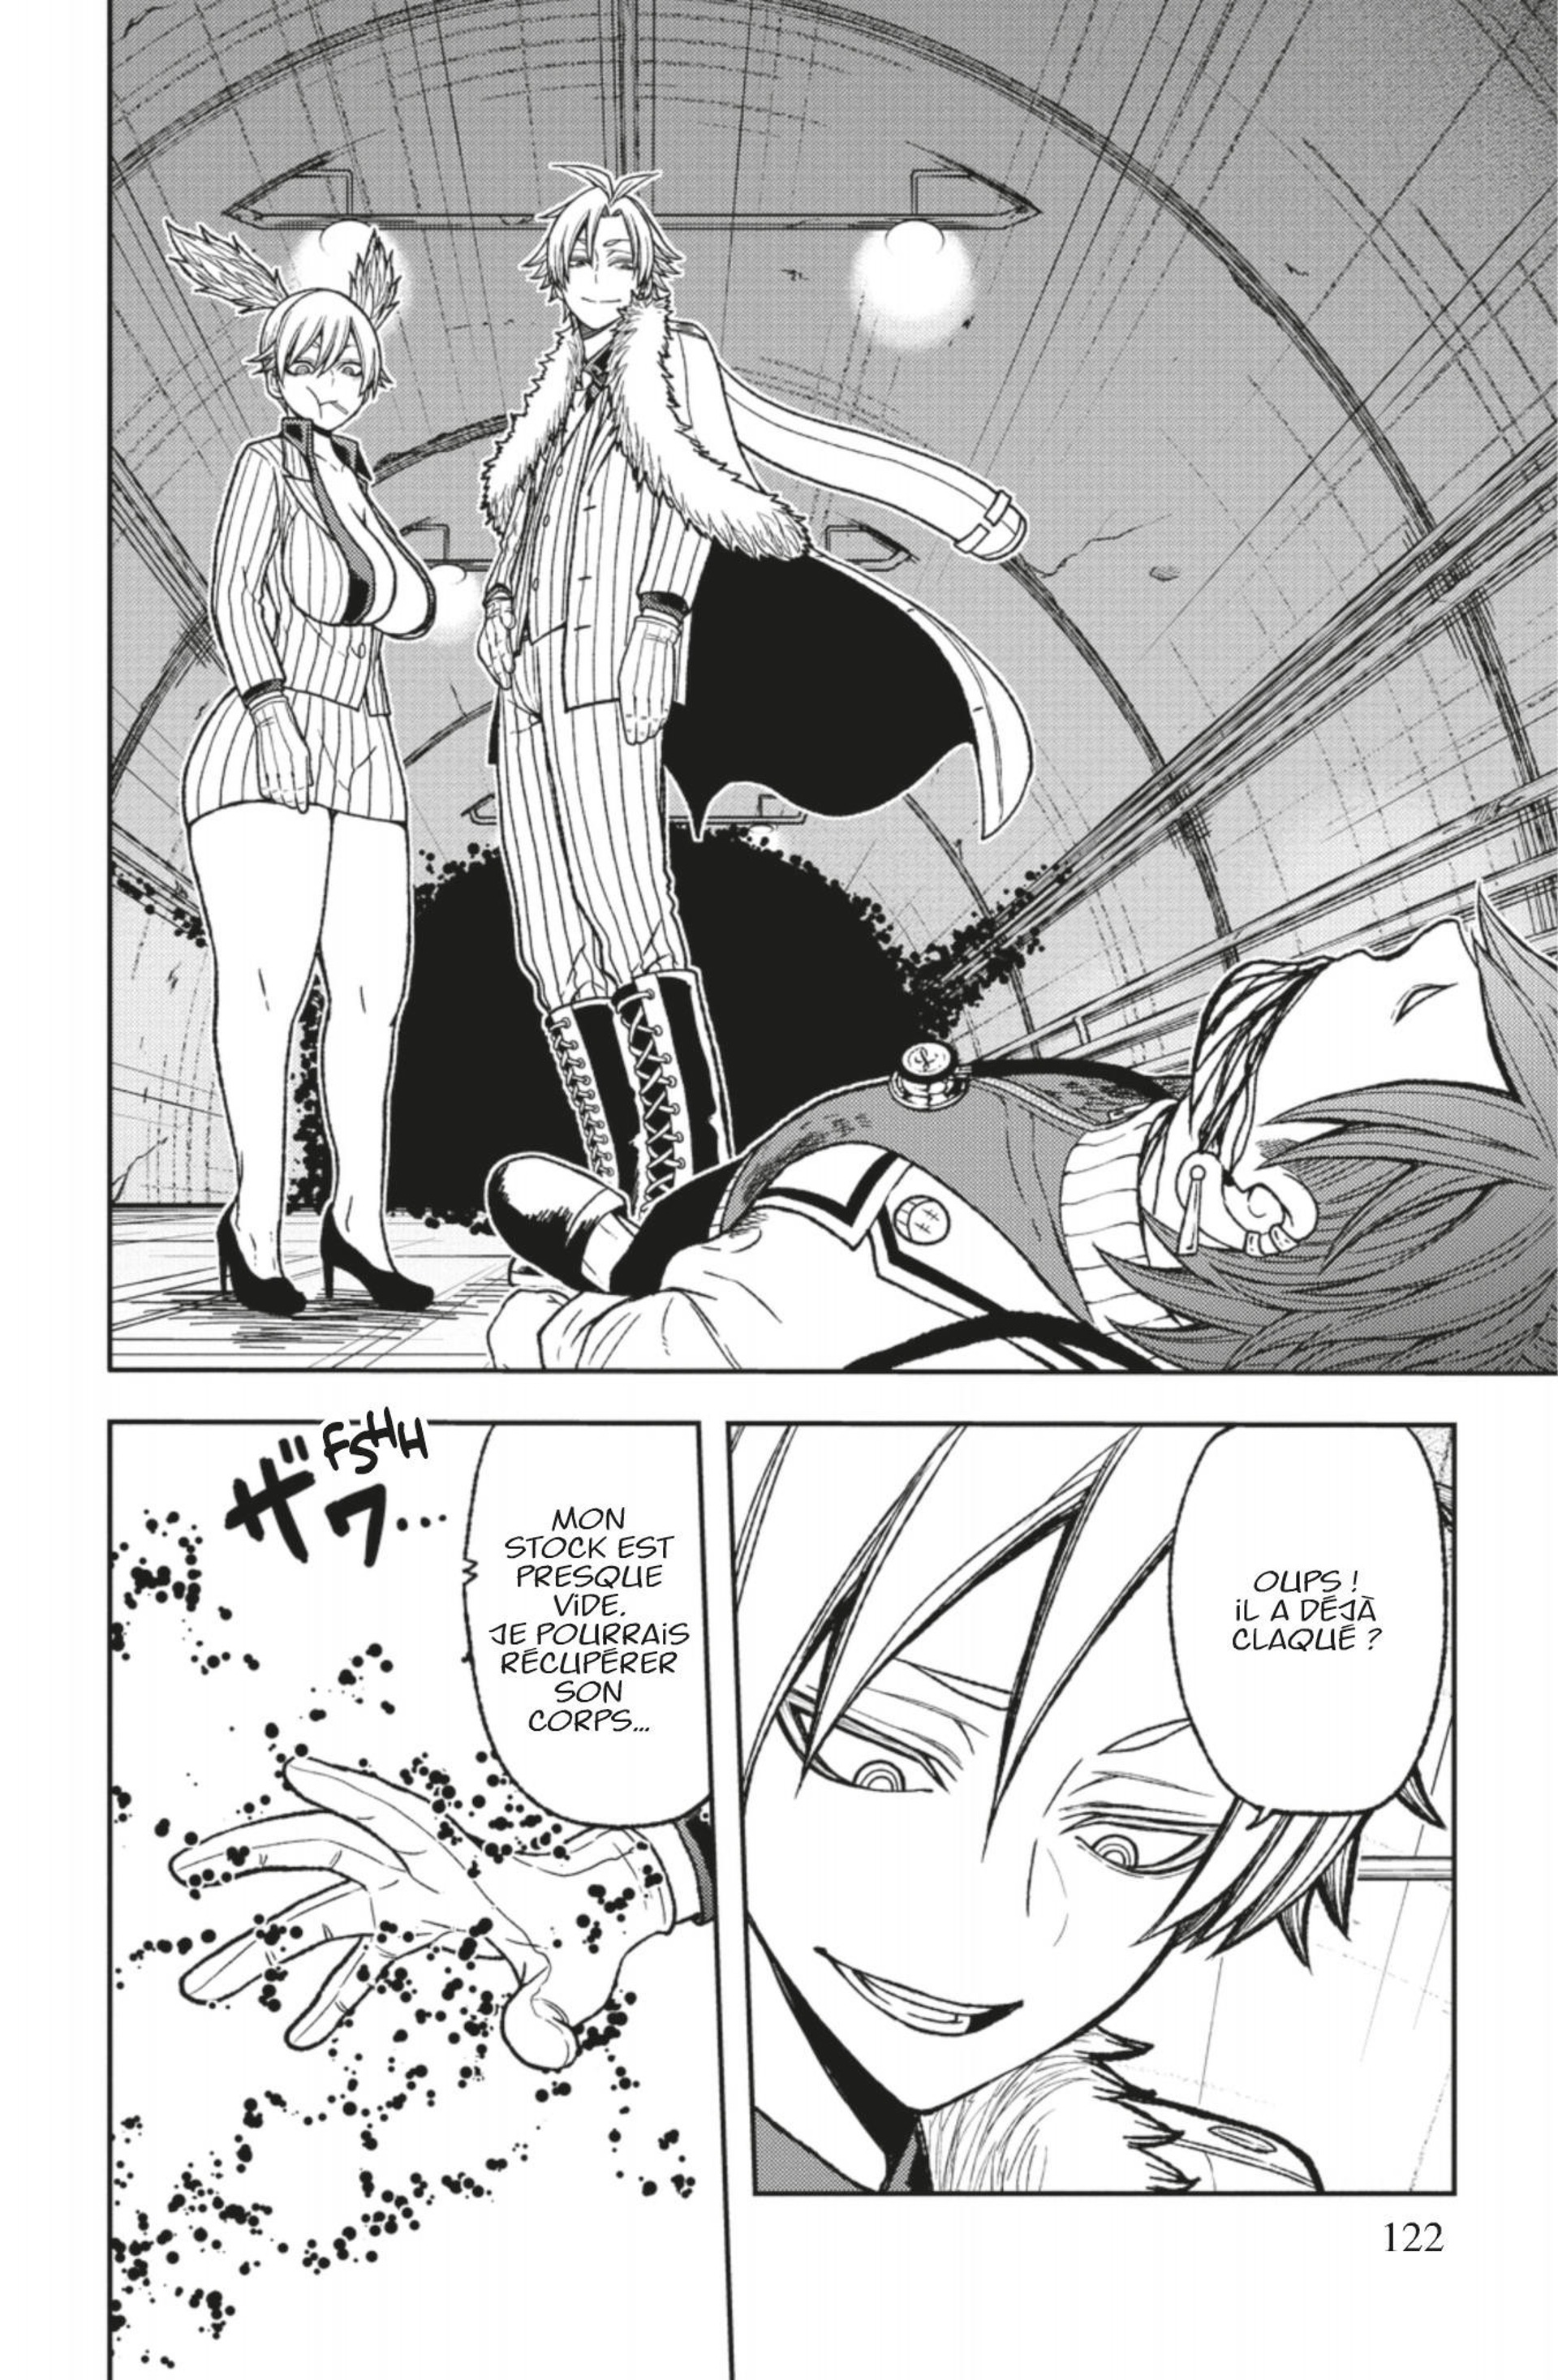 OUPS !
IL A DÉJÀ
CLAQUÉ ?
MON
STOCK EST
PRESQUE
VIDE.
JE POURRAIS
RÉCUPÉRER
SON
CORPS...
FSHH
ザワ...
122